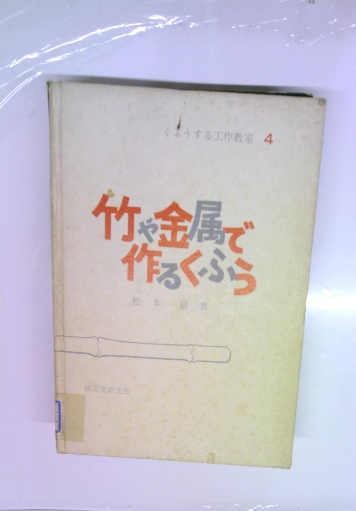 くふうする工作教室 4
竹や金属で
作るくふう
松本 著
誠文堂新光社